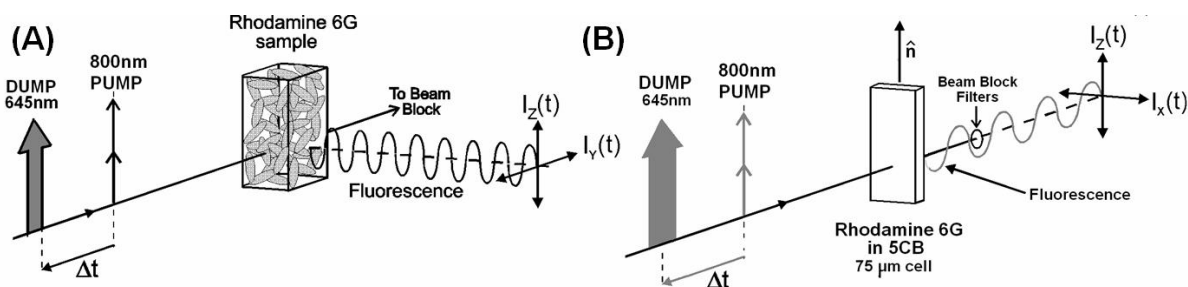 (A)
DUMP
645nm
800nm
PUMP
Δt
Rhodamine 6G
sample
To Beam
Block
Fluorescence
I_Z(t)
I_Y(t)
(B)
DUMP
645nm
800nm
PUMP
Δt
n̂
Rhodamine 6G
in 5CB
75 µm cell
Beam Block
Filters
Fluorescence
I_Z(t)
I_X(t)